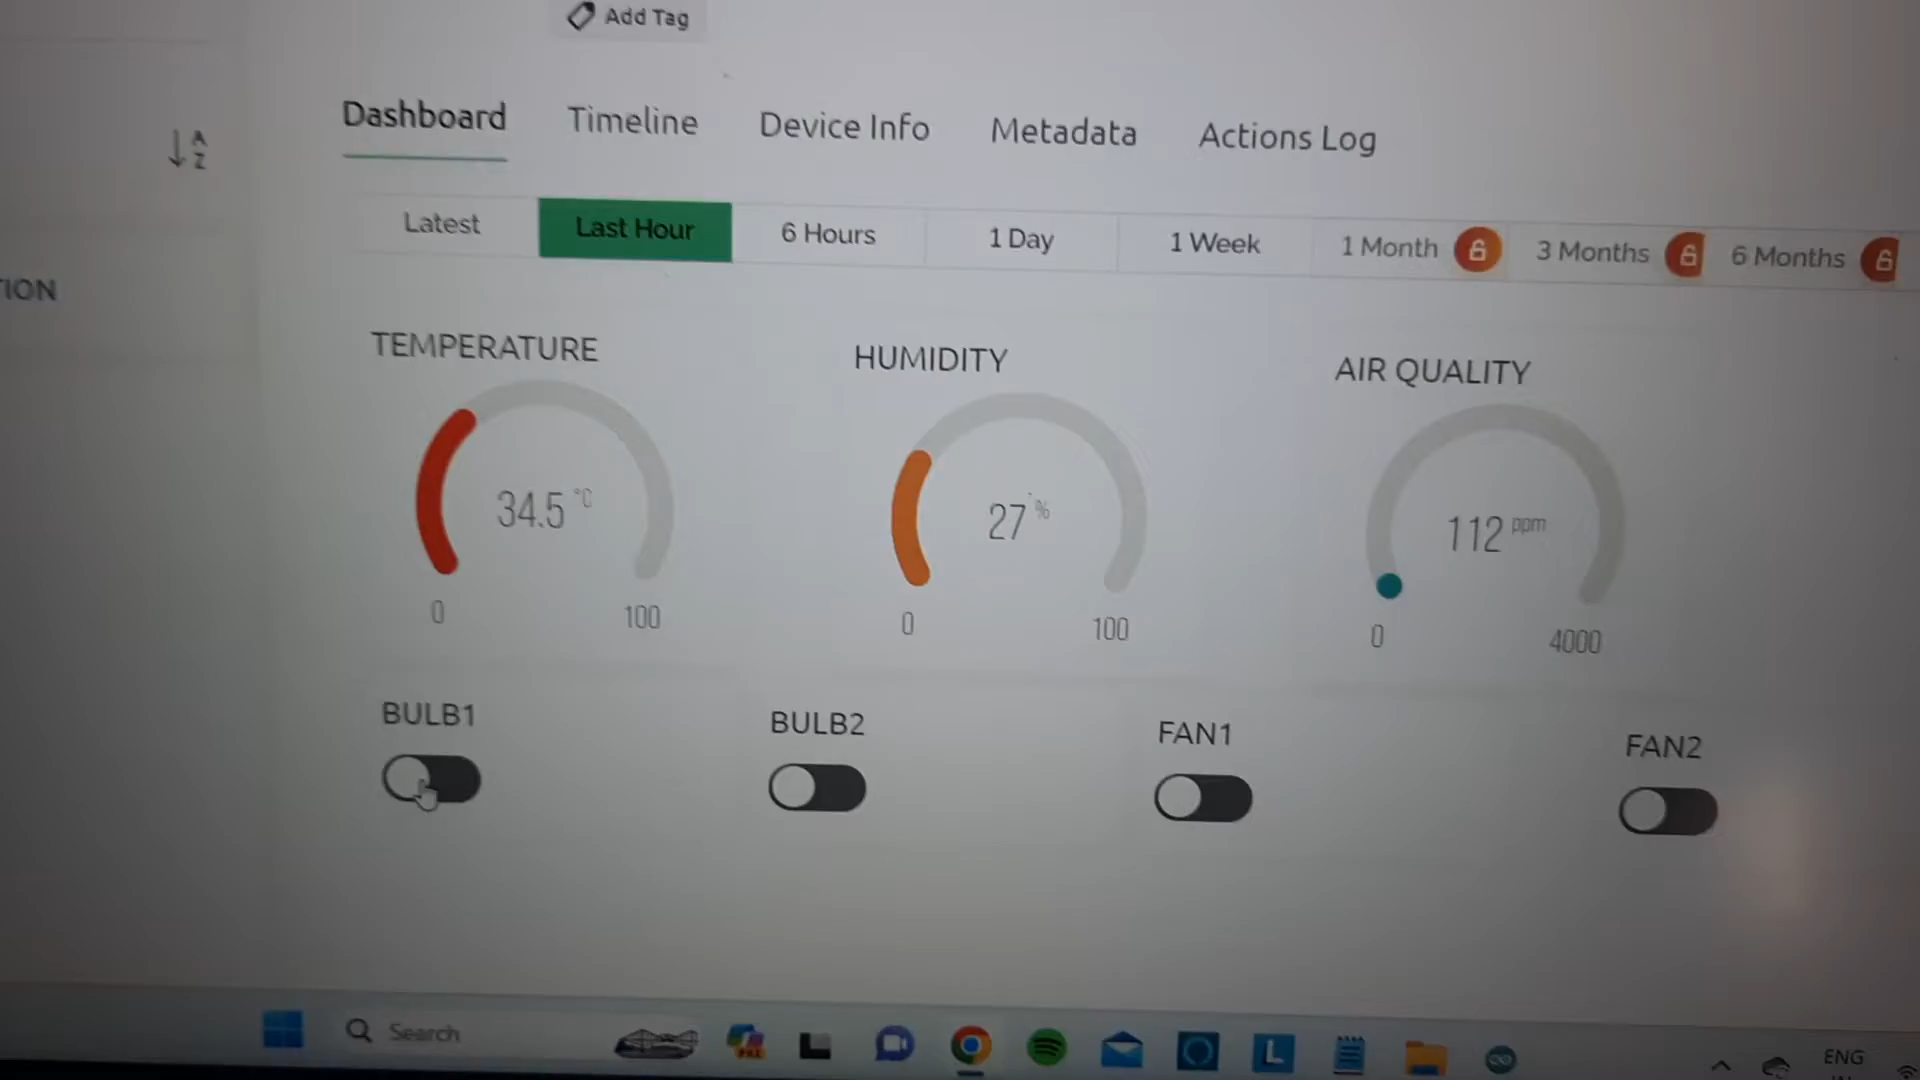 Add Tag
Dashboard Timeline Device Info Metadata Actions Log
A
Z
Latest Last Hour 6 Hours 1 Day 1 Week 1 Month 3 Months 6 Months
TION
TEMPERATURE HUMIDITY AIR QUALITY
34.5 °C 27 % 112 ppm
0 100 0 100 0 4000
BULB1 BULB2 FAN1 FAN2
Search
L
ENG